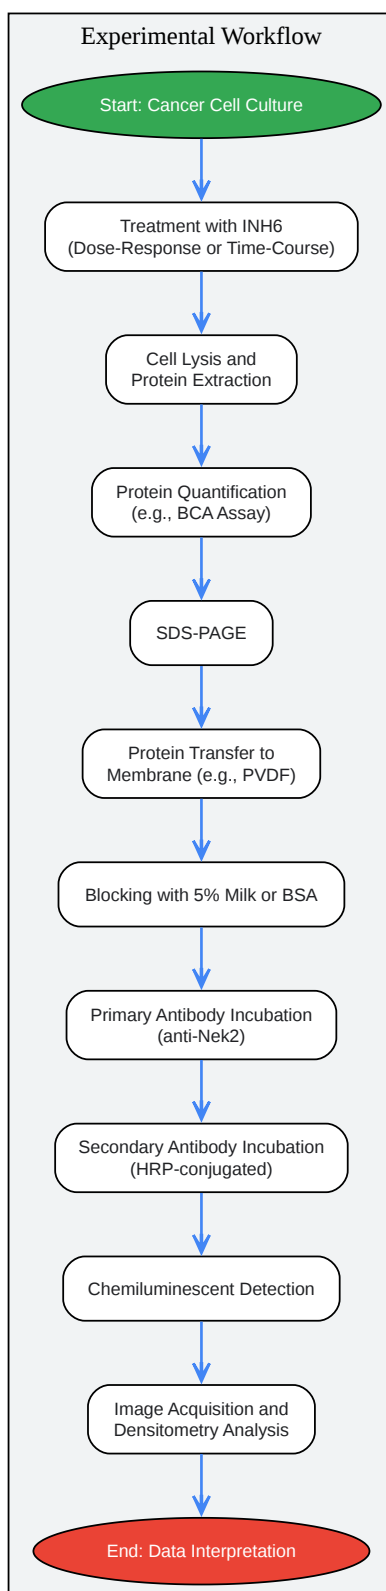 Experimental Workflow
Start: Cancer Cell Culture
Treatment with INH6
(Dose-Response or Time-Course)
Cell Lysis and
Protein Extraction
Protein Quantification
(e.g., BCA Assay)
SDS-PAGE
Protein Transfer to
Membrane (e.g., PVDF)
Blocking with 5% Milk or BSA
Primary Antibody Incubation
(anti-Nek2)
Secondary Antibody Incubation
(HRP-conjugated)
Chemiluminescent Detection
Image Acquisition and
Densitometry Analysis
End: Data Interpretation